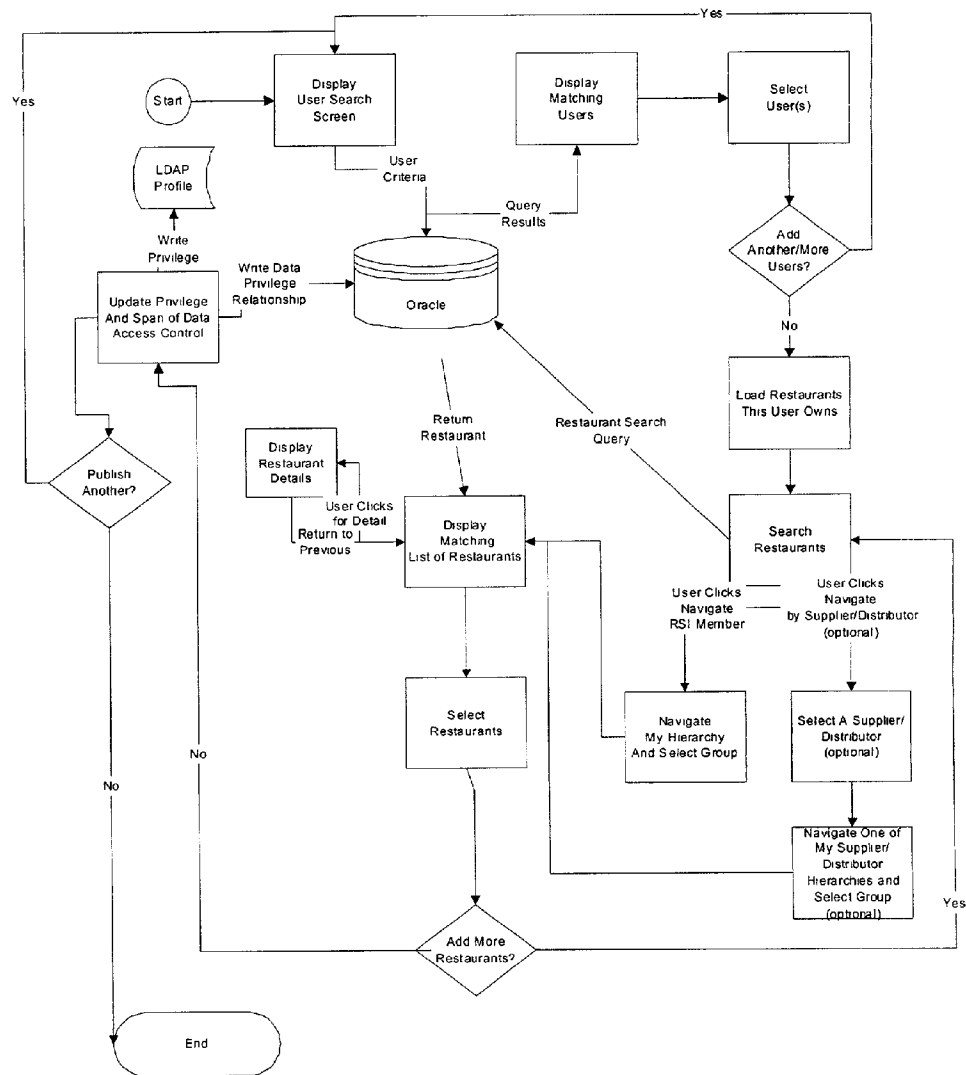 Yes
Yes
Start
Display
User Search
Screen
Display
Matching
Users
Select
User(s)
LDAP
Profile
User
Criteria
Query
Results
Add
Another/More
Users?
Write
Privilege
Write Data
Privilege
Relationship
Update Privilege
And Span of Data
Access Control
Oracle
No
Load Restaurants
This User Owns
Return
Restaurant
Restaurant Search
Query
Display
Restaurant
Details
Publish
Another?
User Clicks
for Detail
Return to
Previous
Display
Matching
List of Restaurants
Search
Restaurants
User Clicks
Navigate
RSI Member
User Clicks
Navigate
by Supplier/Distributor
(optional)
Select
Restaurants
Navigate
My Hierarchy
And Select Group
Select A Supplier/
Distributor
(optional)
No
No
Navigate One of
My Supplier/
Distributor
Hierarchies and
Select Group
(optional)
Yes
Add More
Restaurants?
End